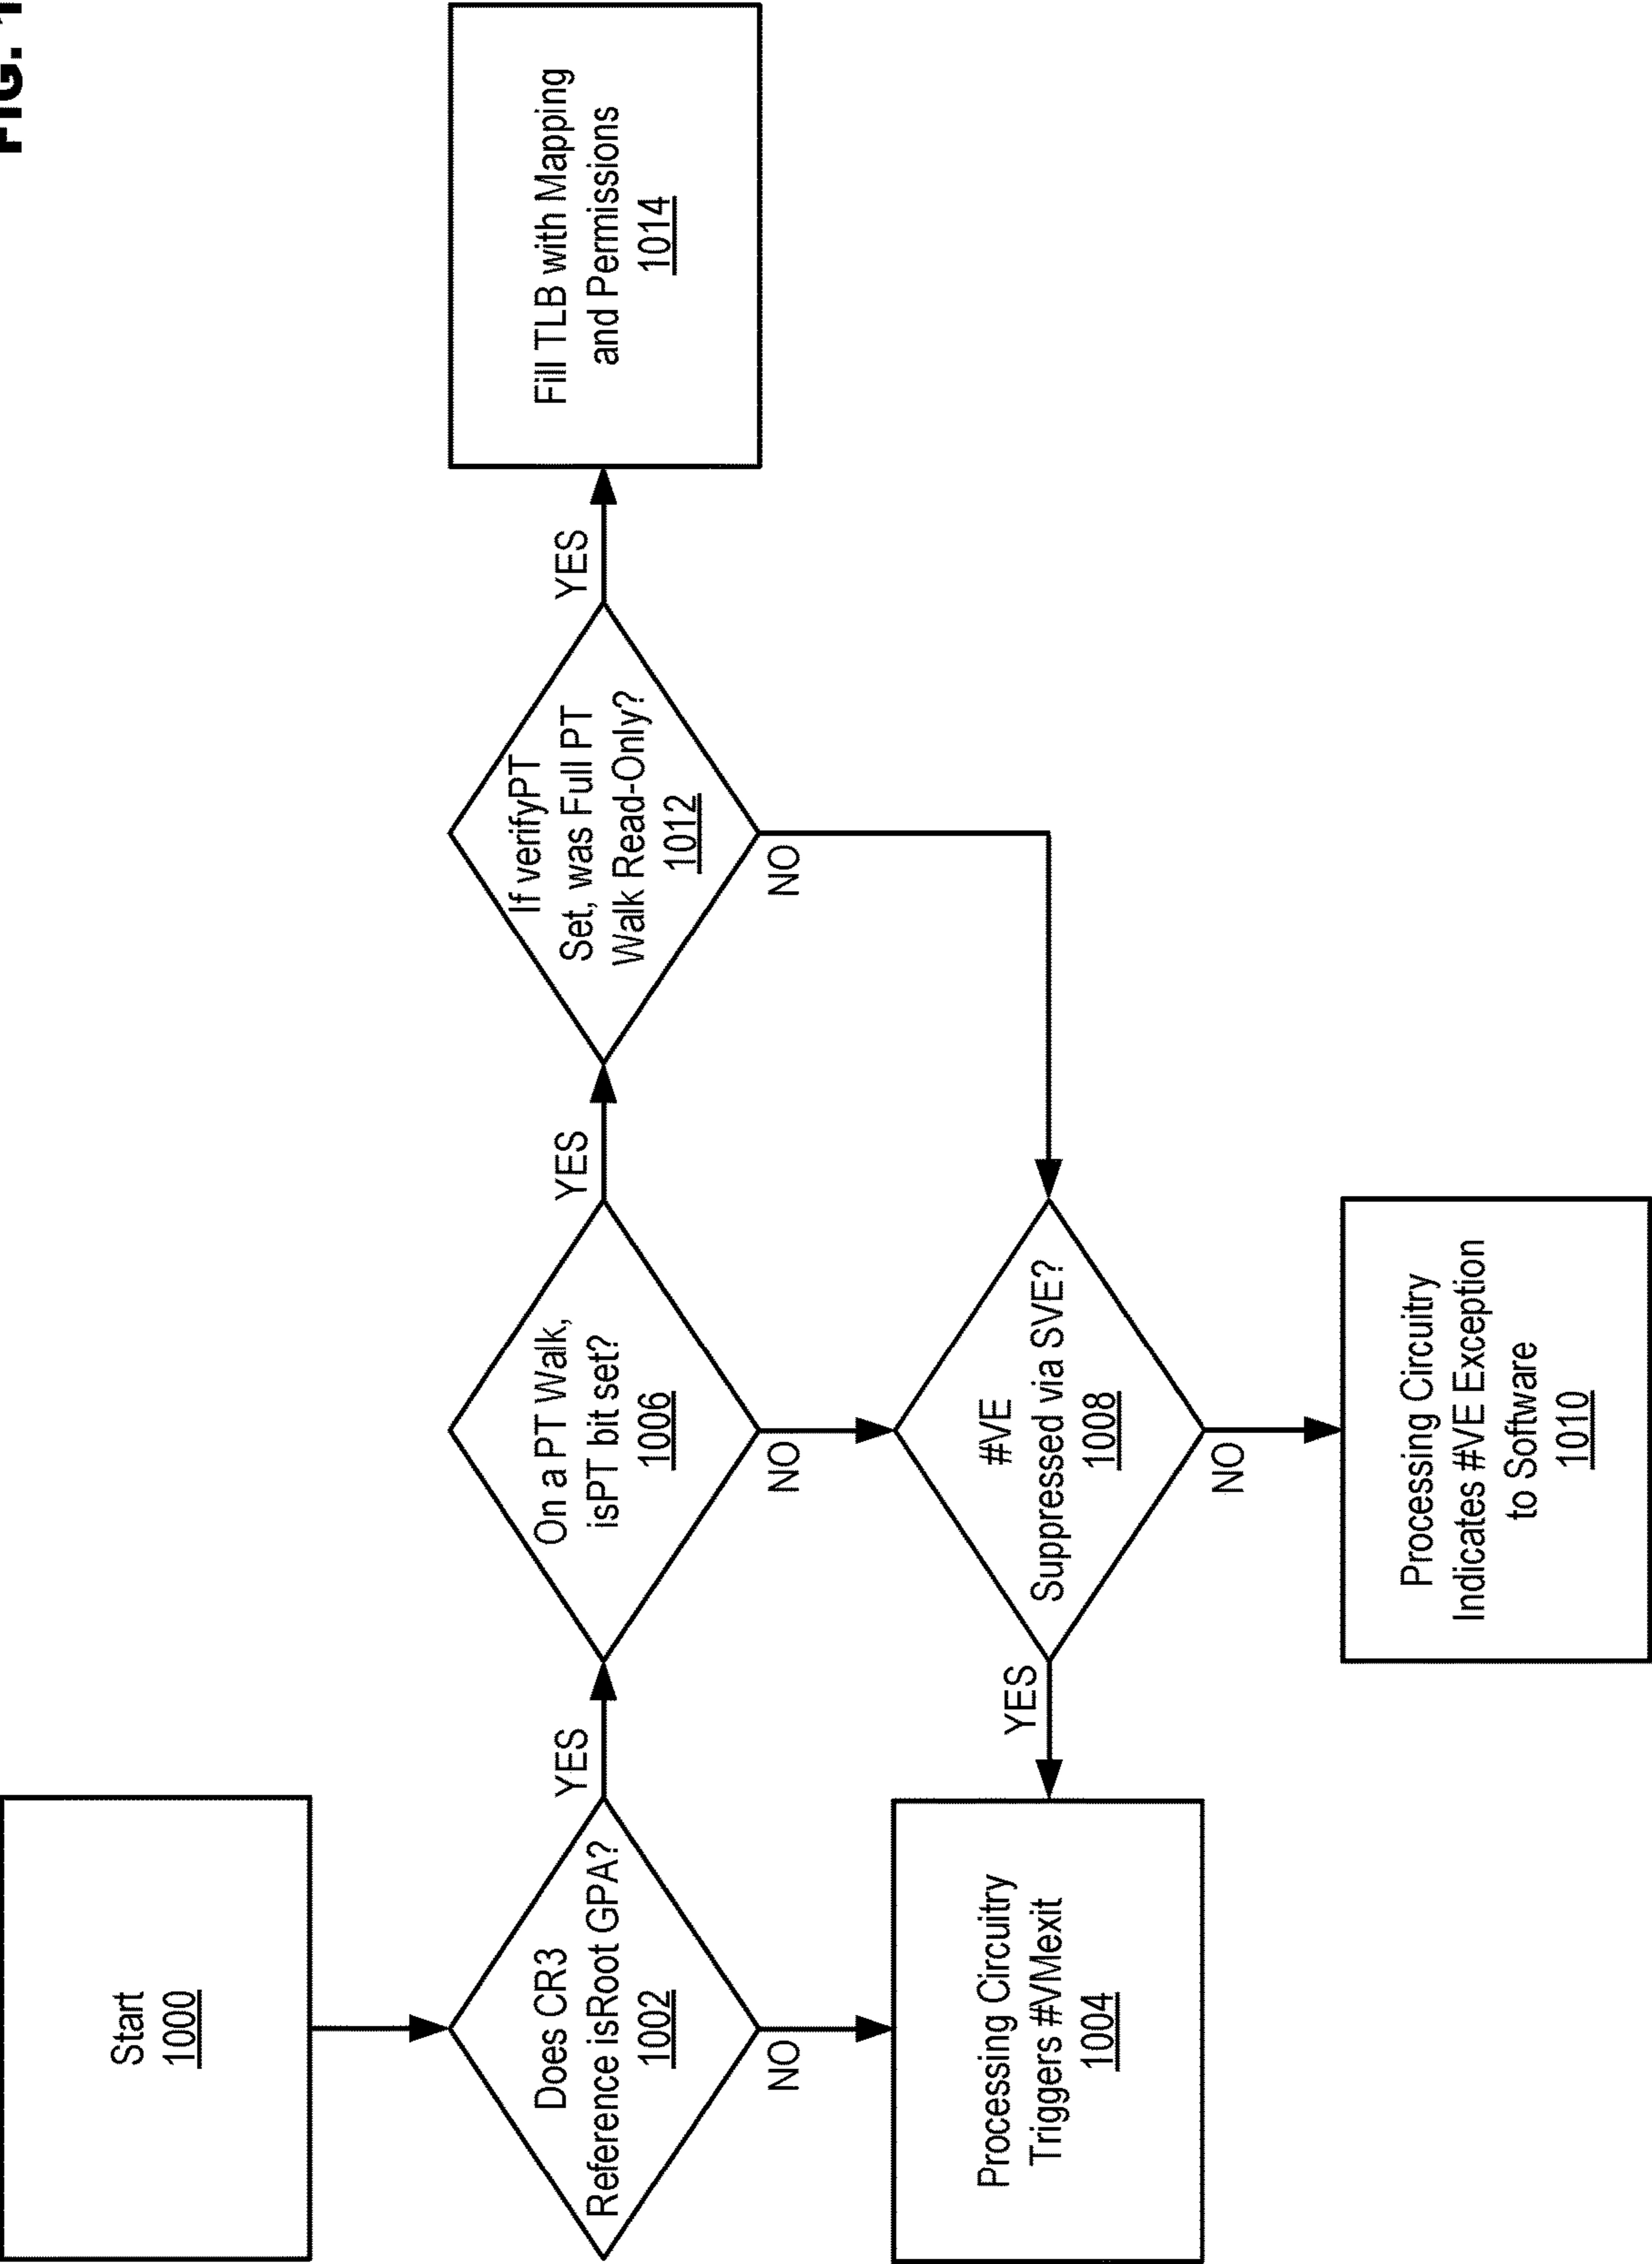 FIG. 1
Start
1000
Does CR3
Reference isRoot GPA?
1002
YES
NO
Processing Circuitry
Triggers #VMexit
1004
On a PT Walk,
isPT bit set?
1006
YES
NO
#VE
Suppressed via SVE?
1008
YES
NO
Processing Circuitry
Indicates #VE Exception
to Software
1010
If verifyPT
Set, was Full PT
Walk Read-Only?
1012
YES
NO
Fill TLB with Mapping
and Permissions
1014